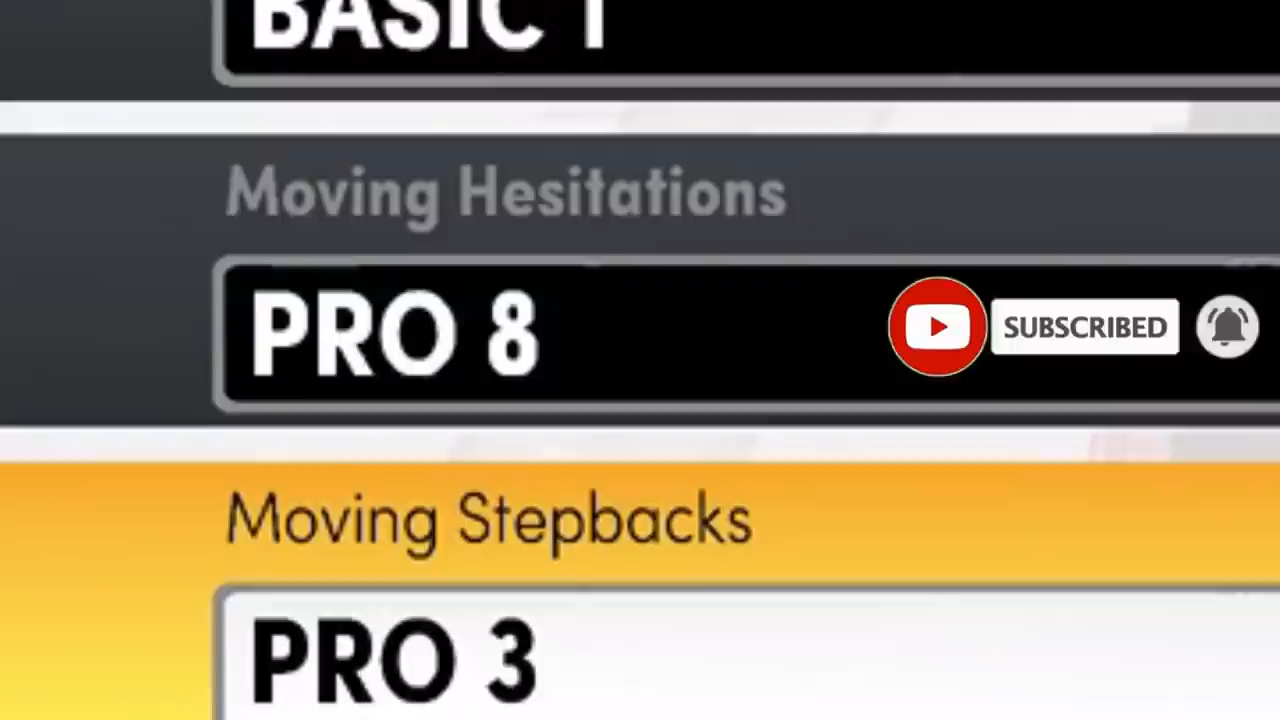 BASIC 1
Moving Hesitations
PRO 8
SUBSCRIBED
Moving Stepbacks
PRO 3